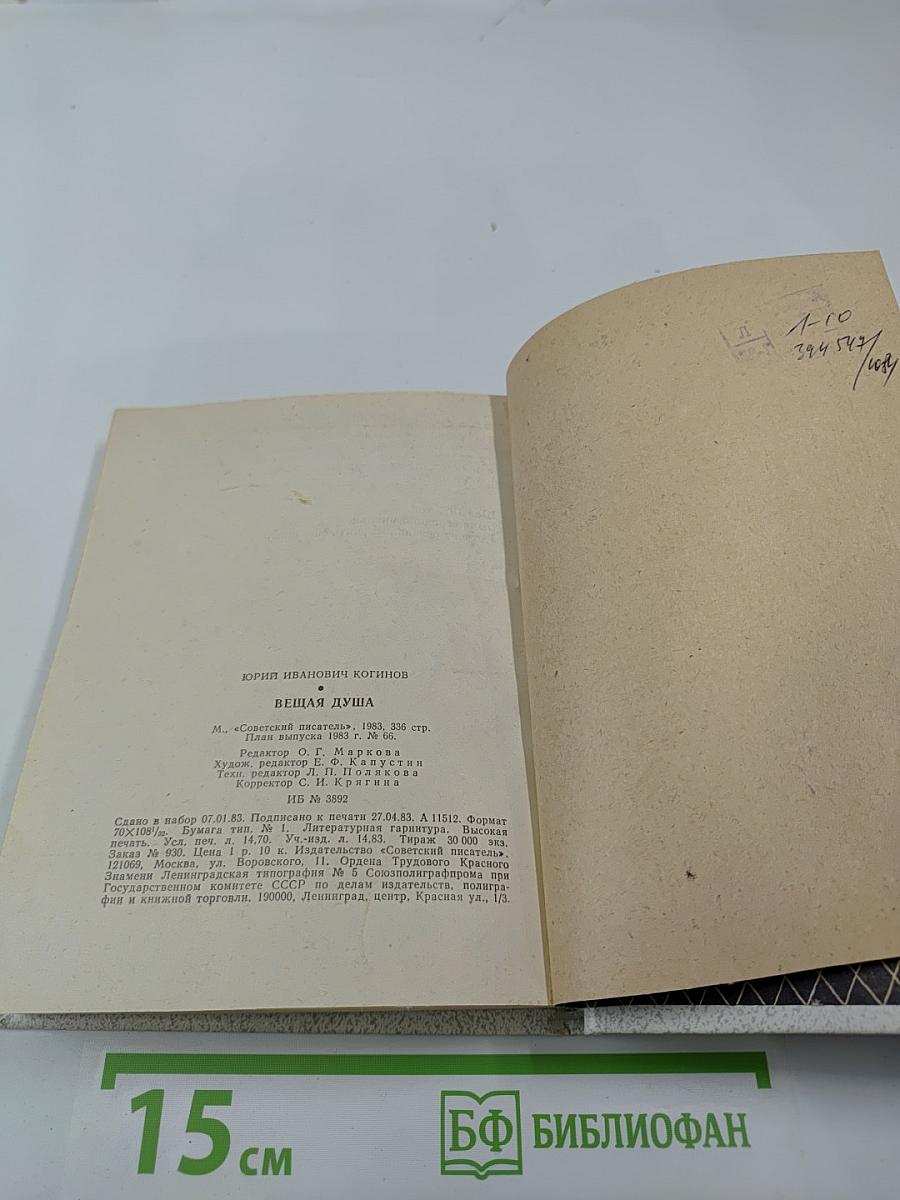 ЮРИЙ ИВАНОВИЧ КОГИНОВ
ВЕЩАЯ ДУША
М., «Советский писатель», 1983, 336 стр.
План выпуска 1983 г. № 66.
Редактор О. Г. Маркова
Худож. редактор Е. Ф. Капустин
Техн. редактор Л. П. Полякова
Корректор С. И. Крягина
ИБ № 3892
Сдано в набор 07.01.83. Подписано к печати 27.04.83. А 11512. Формат
70×108¹/₃₂. Бумага тип. № 1. Литературная гарнитура. Высокая
печать. Усл. печ. л. 14,70. Уч.-изд. л. 14,83. Тираж 30 000 экз.
Заказ № 930. Цена 1 р. 10 к. Издательство «Советский писатель»,
121069, Москва, ул. Воровского, 11. Ордена Трудового Красного
Знамени Ленинградская типография № 5 Союзполиграфпрома при
Государственном комитете СССР по делам издательств, полигра-
фии и книжной торговли. 190000, Ленинград, центр, Красная ул., 1/3.
1-10
394547/
15 см
БФ БИБЛИОФАН